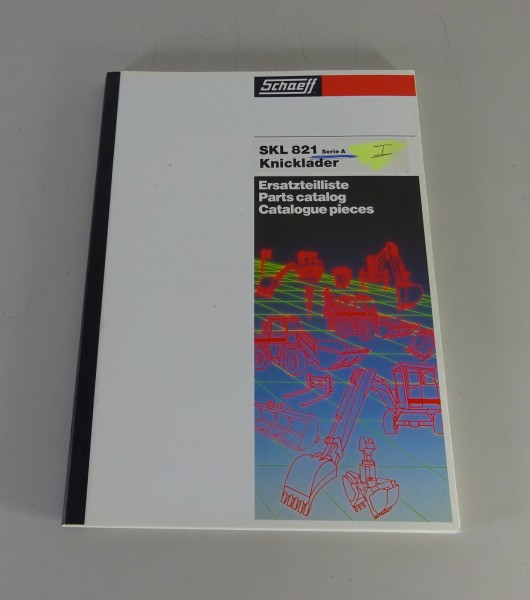 Schaeff
SKL 821 Serie A I
Knicklader
Ersatzteilliste
Parts catalog
Catalogue pieces